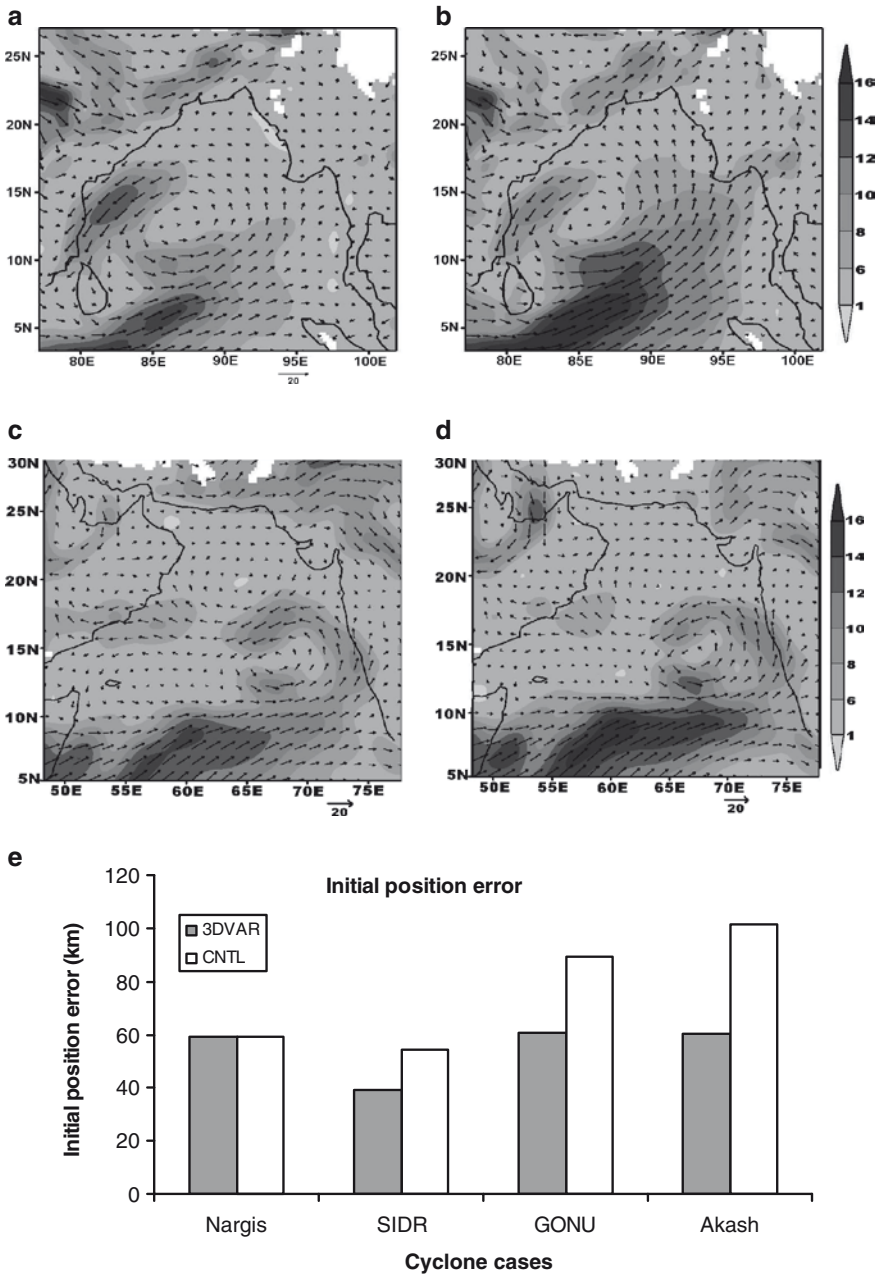 a
25N
20N
15N
10N
5N
80E 85E 90E 95E 100E
20
b
25N
20N
15N
10N
5N
80E 85E 90E 95E 100E
16
14
12
10
8
6
1
c
30N
25N
20N
15N
10N
5N
50E 55E 60E 65E 70E 75E
20
d
30N
25N
20N
15N
10N
5N
50E 55E 60E 65E 70E 75E
20
16
14
12
10
8
6
1
e
Initial position error
3DVAR
CNTL
Initial position error (km)
120
100
80
60
40
20
0
Nargis SIDR GONU Akash
Cyclone cases